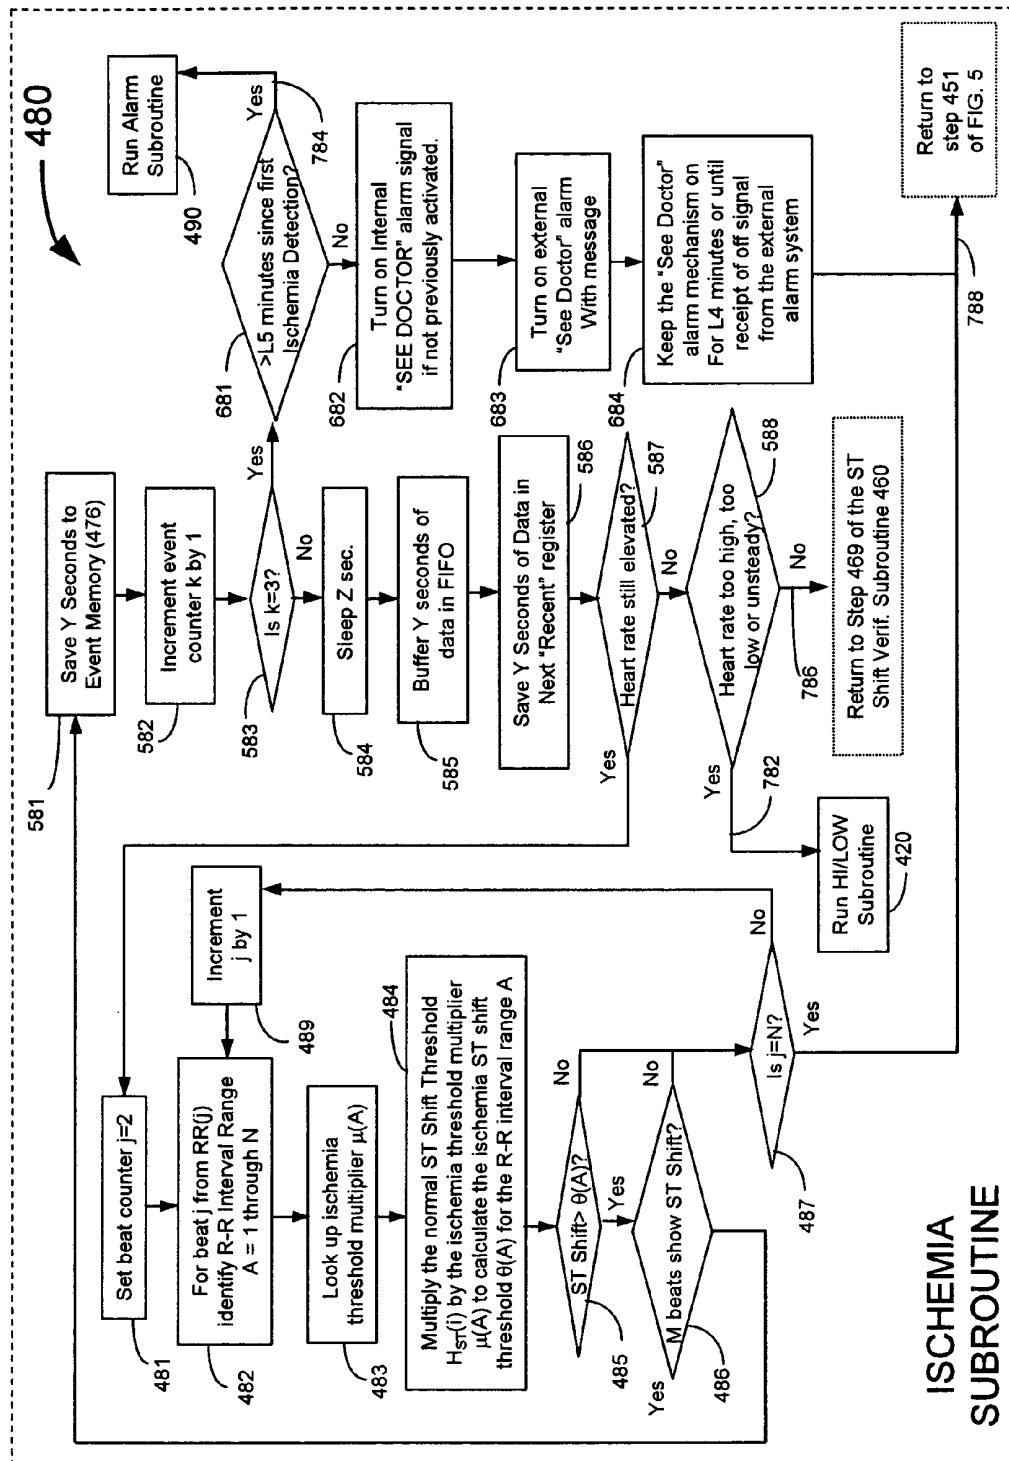 480
Save Y Seconds to
Event Memory (476)
581
Increment event
counter k by 1
582
Is k=3?
583
Yes
No
Sleep Z sec.
584
Buffer Y seconds of
data in FIFO
585
Save Y Seconds of Data in
Next "Recent" register
586
Heart rate still elevated?
587
Yes
No
Heart rate too high, too
low or unsteady?
588
Yes
782
No
786
Run HI/LOW
Subroutine
420
Return to Step 469 of the ST
Shift Verif. Subroutine 460
>L5 minutes since first
Ischemia Detection?
681
Yes
784
No
Run Alarm
Subroutine
490
Turn on Internal
"SEE DOCTOR" alarm signal
if not previously activated.
682
Turn on external
"See Doctor" alarm
With message
683
Keep the "See Doctor"
alarm mechanism on
For L4 minutes or until
receipt of off signal
from the external
alarm system
684
Return to
step 451
of FIG. 5
788
Set beat counter j=2
481
For beat j from RR(j)
identify R-R Interval Range
A = 1 through N
482
Increment
j by 1
489
Look up ischemia
threshold multiplier μ(A)
483
Multiply the normal ST Shift Threshold
HST(i) by the ischemia threshold multiplier
μ(A) to calculate the ischemia ST shift
threshold θ(A) for the R-R interval range A
484
ST Shift> θ(A)?
485
No
Yes
M beats show ST Shift?
486
Yes
No
Is j=N?
487
No
Yes
ISCHEMIA
SUBROUTINE